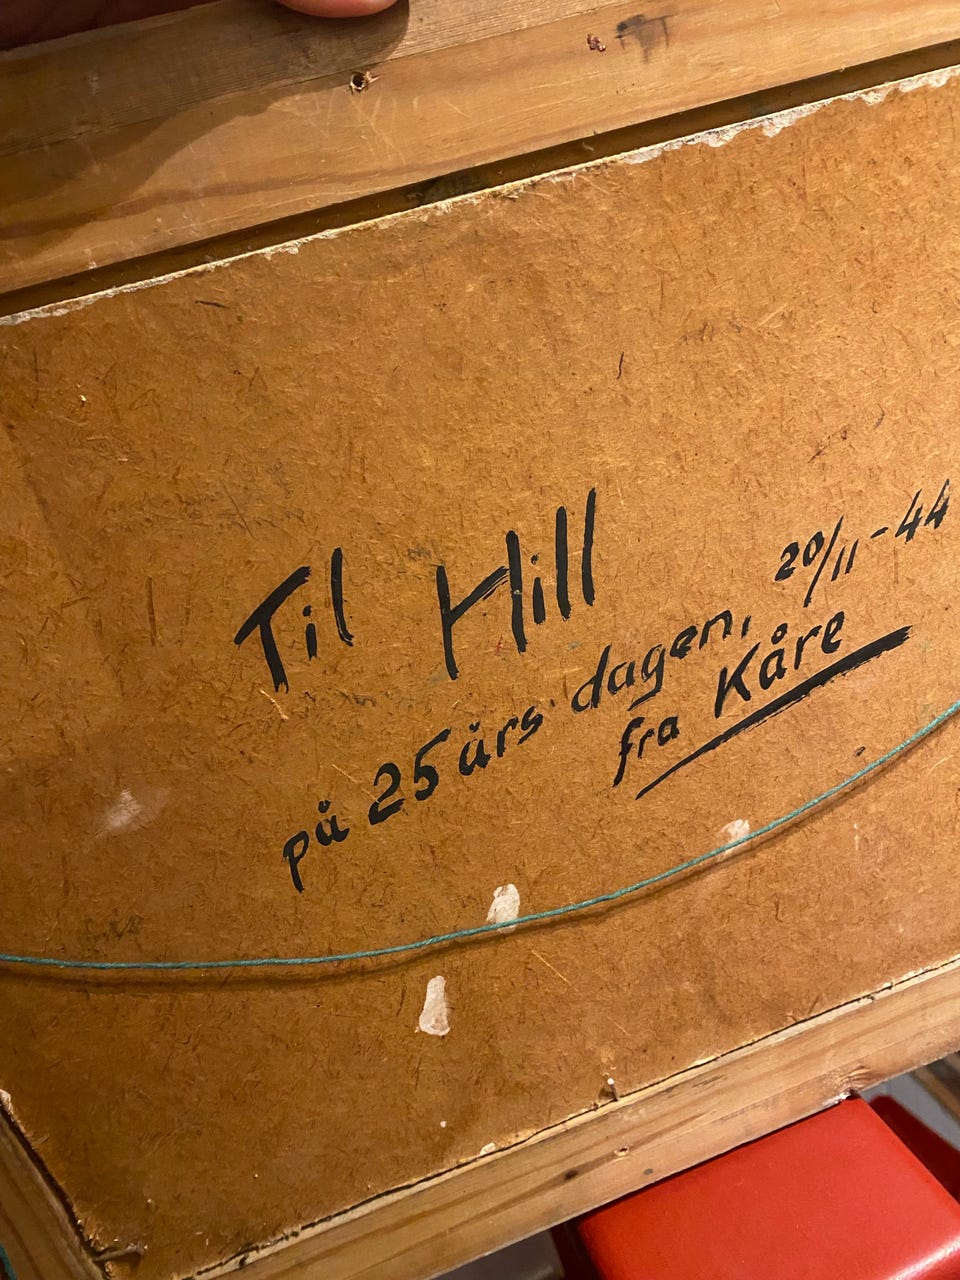 Til Hill
på 25 års dagen, 20/11-44
fra Kåre